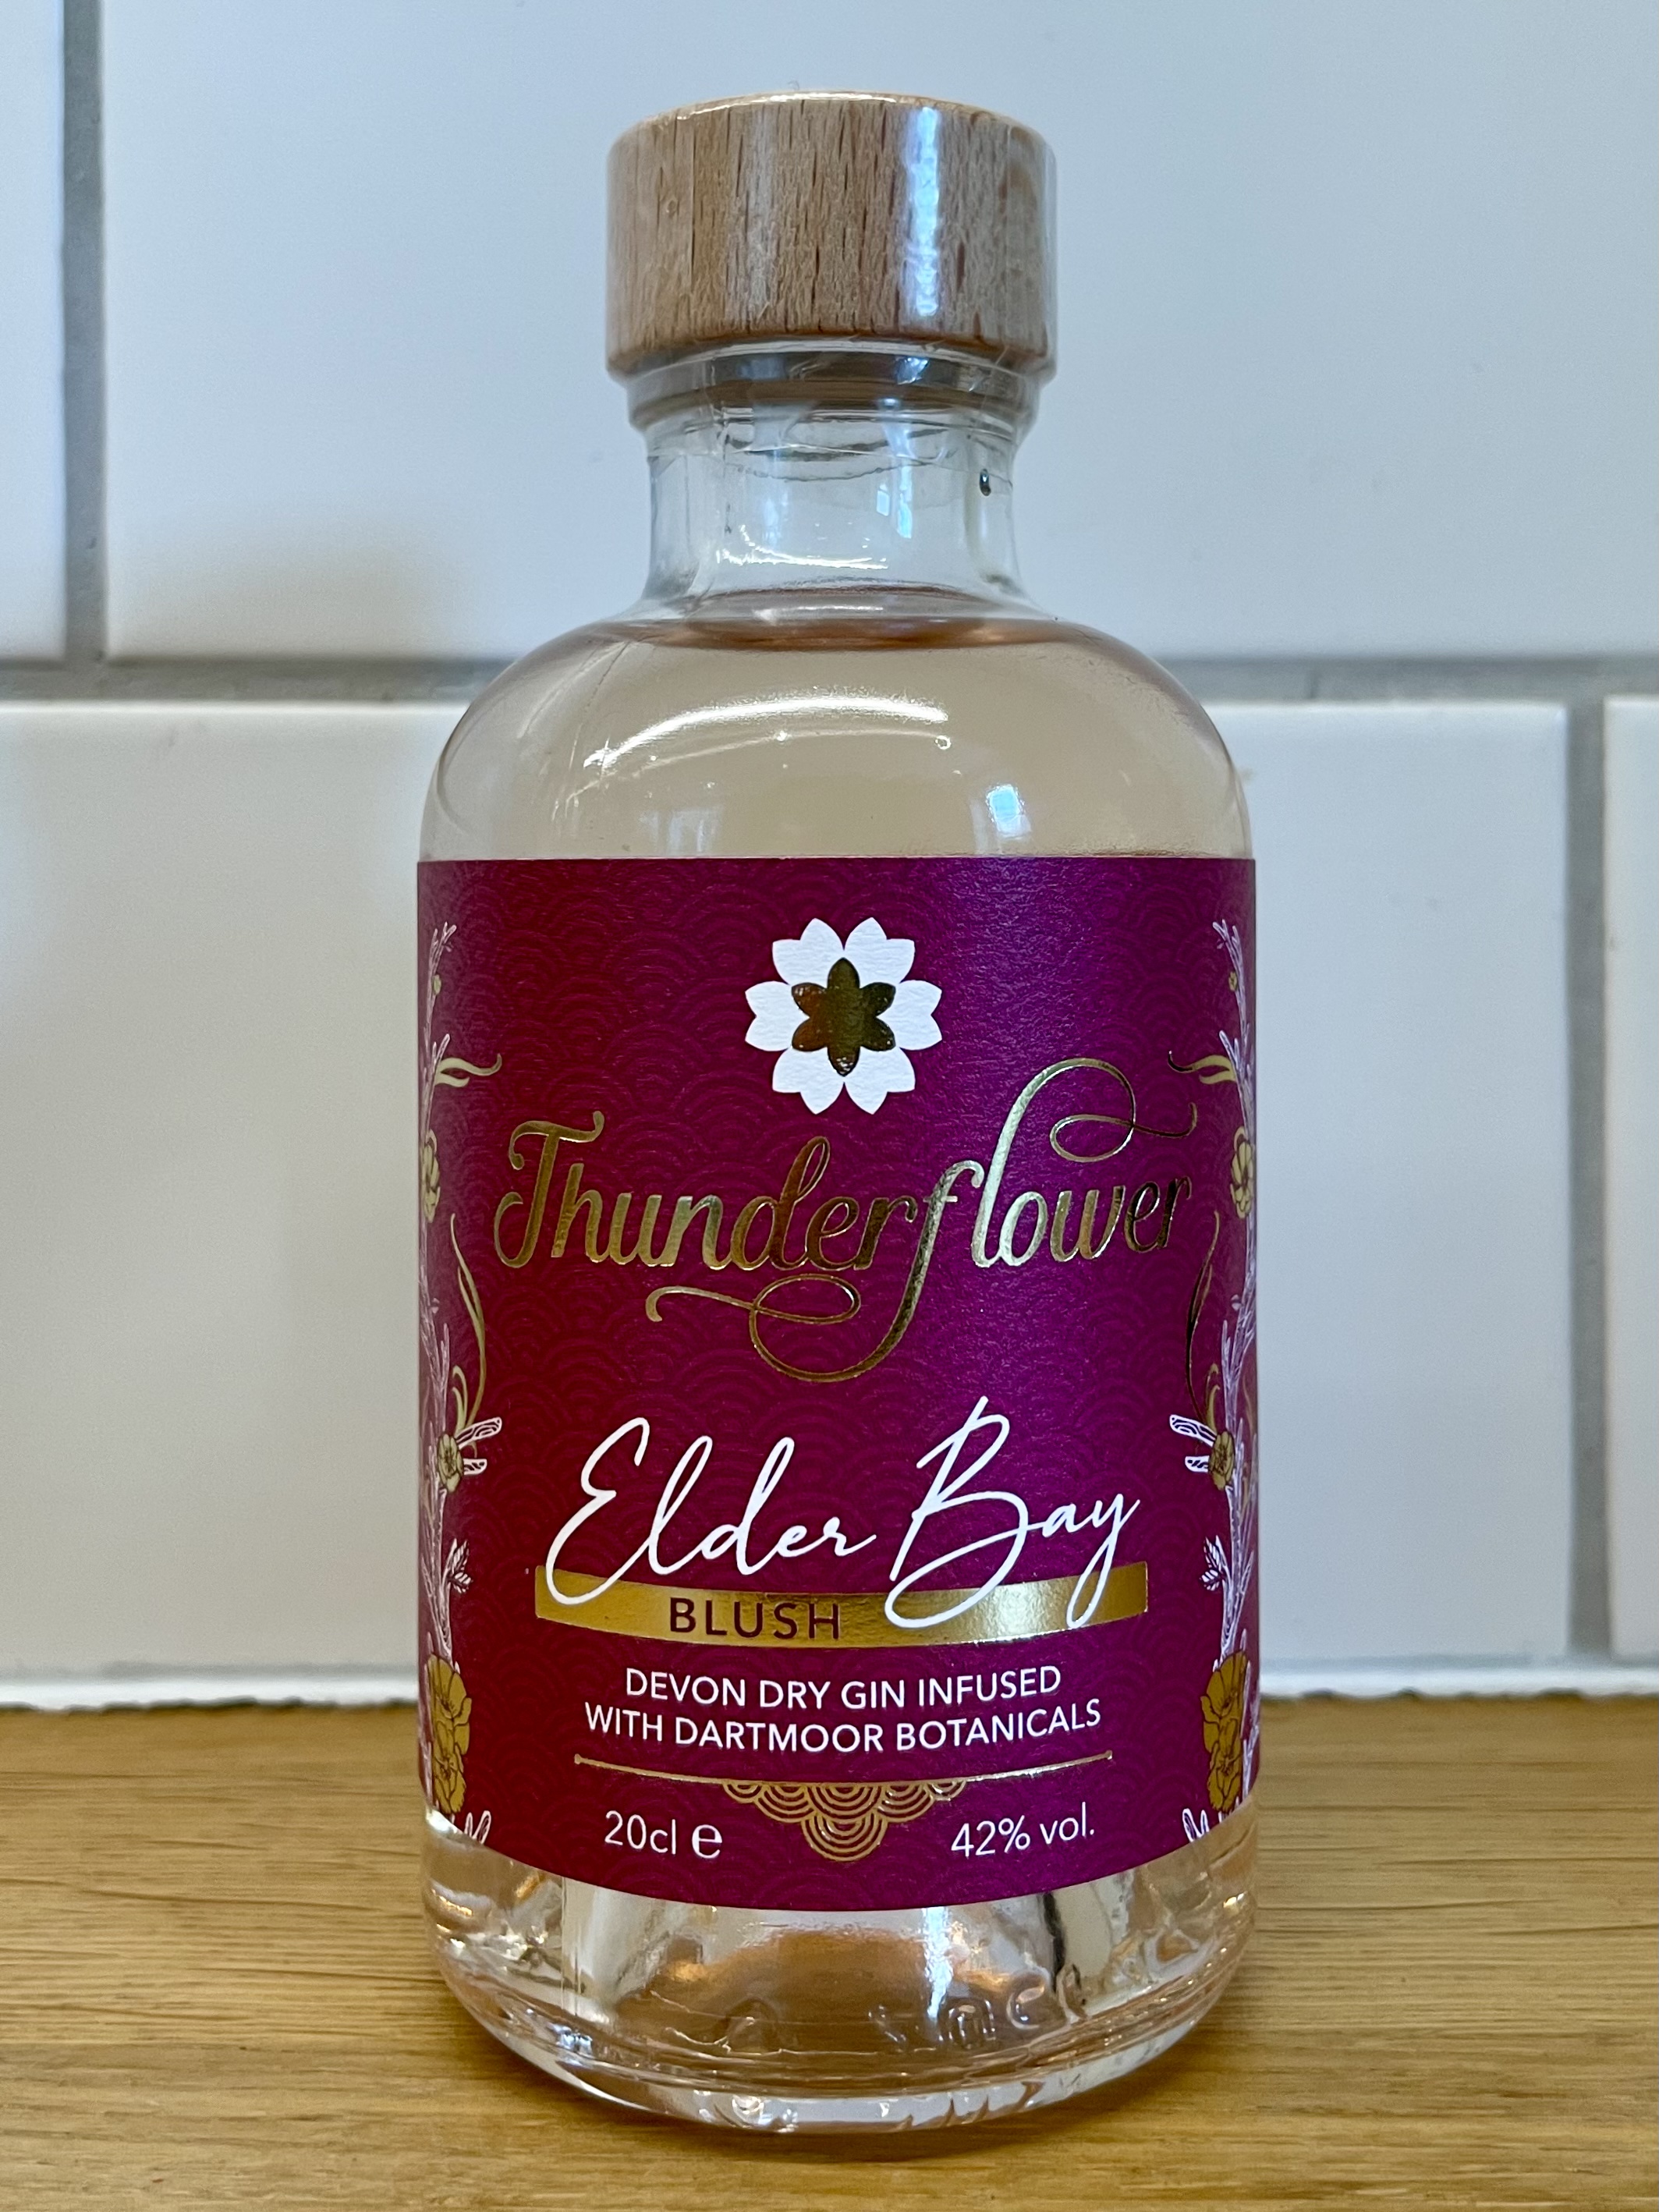 Thunderflower
Elder Bay
BLUSH
DEVON DRY GIN INFUSED
WITH DARTMOOR BOTANICALS
20cl ℮
42% vol.